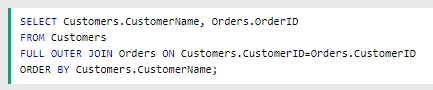 SELECT Customers.CustomerName, Orders.OrderID
FROM Customers
FULL OUTER JOIN Orders ON Customers.CustomerID=Orders.CustomerID
ORDER BY Customers.CustomerName;